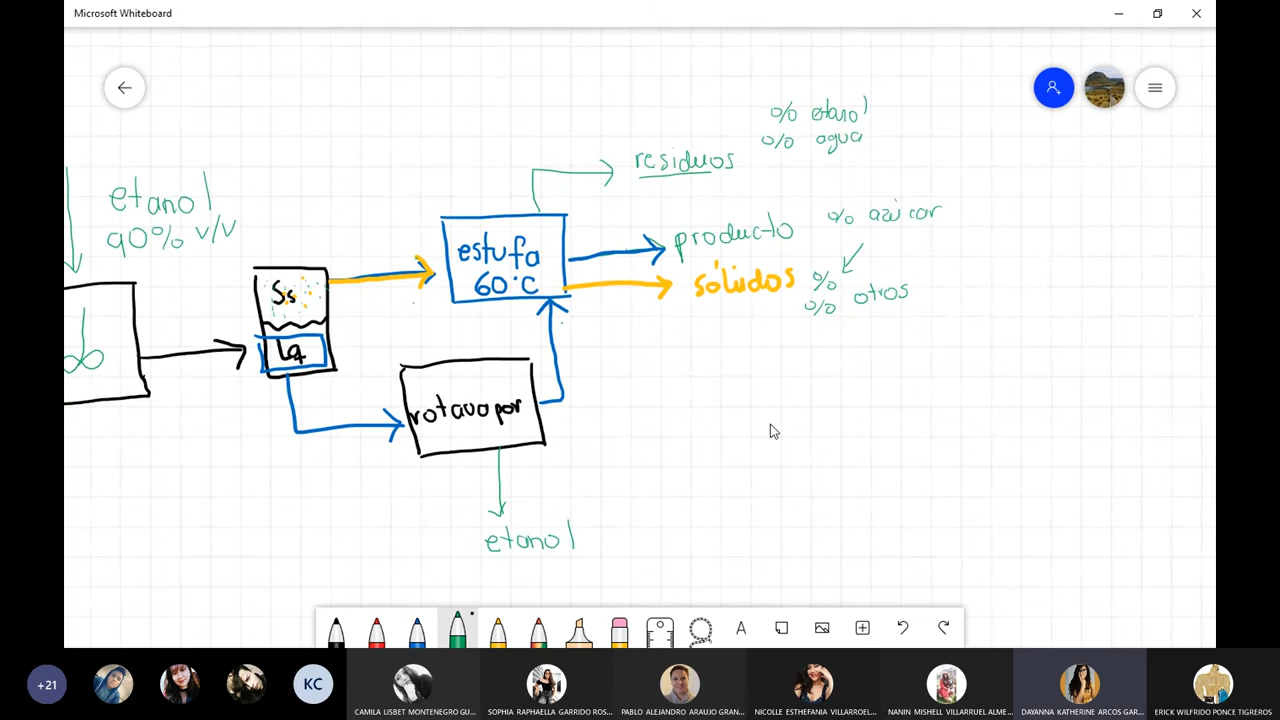 Microsoft Whiteboard
% etanol
% agua
residuos
etanol
90% v/v
% azúcar
producto
estufa
60°C
sólidos
%
% otros
Ss
Lq
rotavapor
etanol
A
+21
KC
CAMILA LISBET MONTENEGRO GU...
SOPHIA RAPHAELLA GARRIDO ROS...
PABLO ALEJANDRO ARAUJO GRAN...
NICOLLE ESTHEFANIA VILLARROEL...
NANIN MISHELL VILLARRUEL ALME...
DAYANNA KATHERINE ARCOS GAR...
ERICK WILFRIDO PONCE TIGREROS